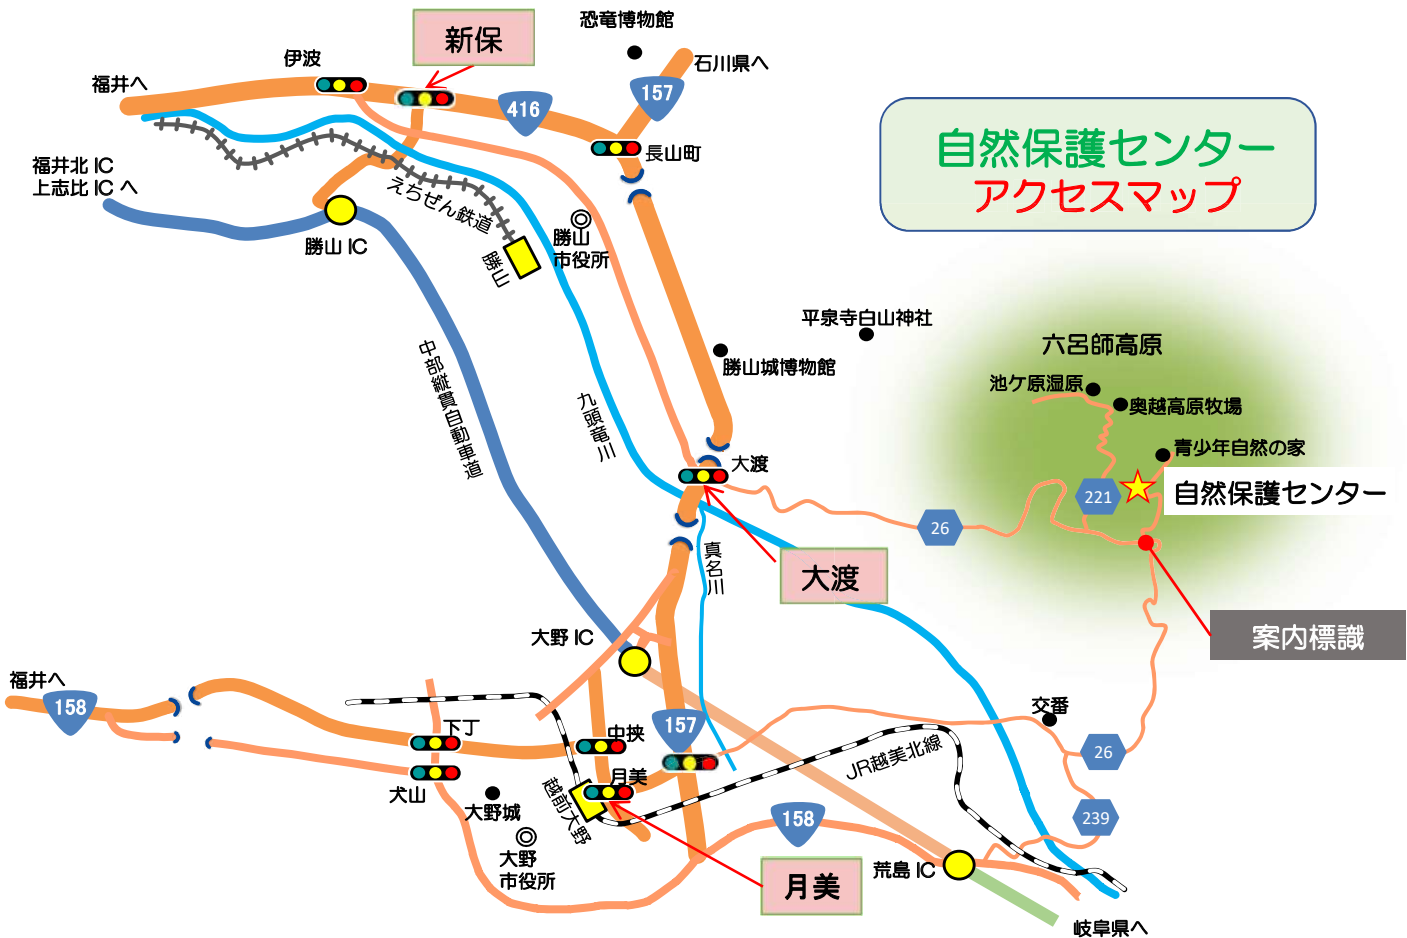 恐竜博物館
新保
伊波
福井へ
石川県へ
157
416
長山町
自然保護センター
アクセスマップ
福井北 IC
上志比 IC へ
えちぜん鉄道
勝山 IC
勝山
勝山
市役所
平泉寺白山神社
六呂師高原
勝山城博物館
池ケ原湿原
奥越高原牧場
中部縦貫自動車道
九頭竜川
青少年自然の家
大渡
221
自然保護センター
26
真名川
大渡
大野 IC
案内標識
福井へ
158
157
交番
下丁
中挟
26
JR越美北線
月美
犬山
越前大野
大野城
158
239
大野
市役所
荒島 IC
月美
岐阜県へ